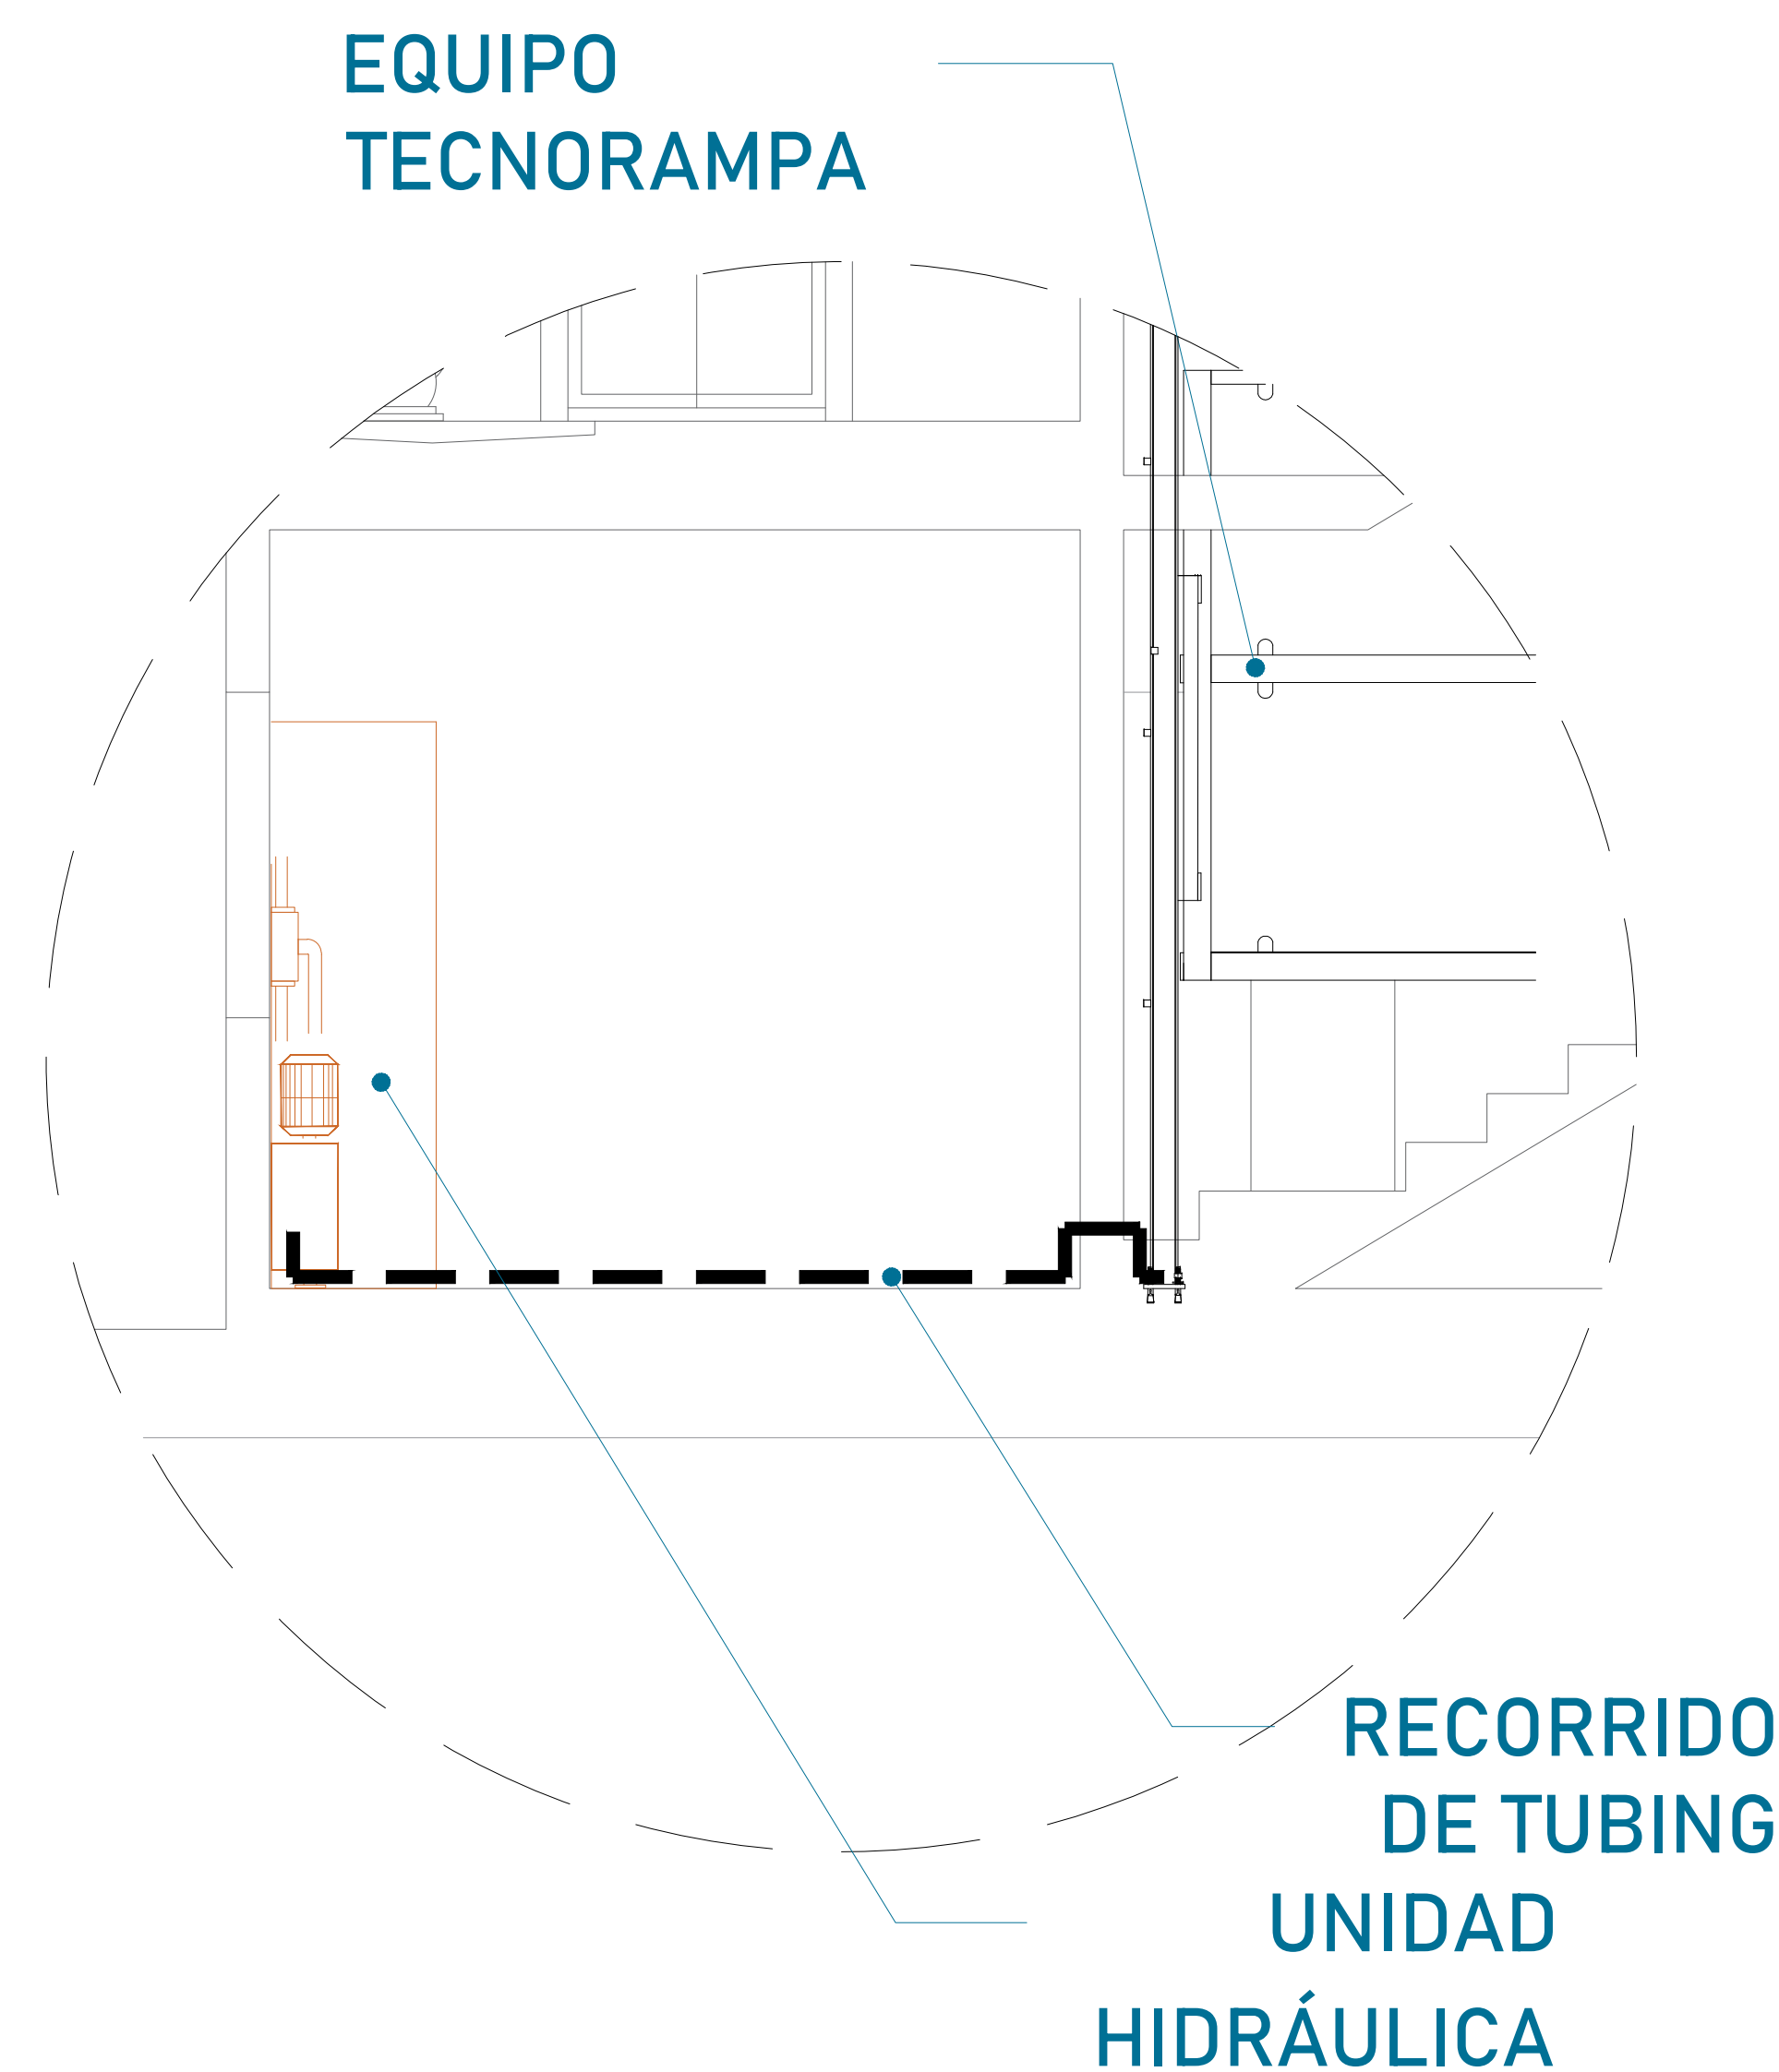 EQUIPO
TECNORAMPA
RECORRIDO
DE TUBING
UNIDAD
HIDRÁULICA